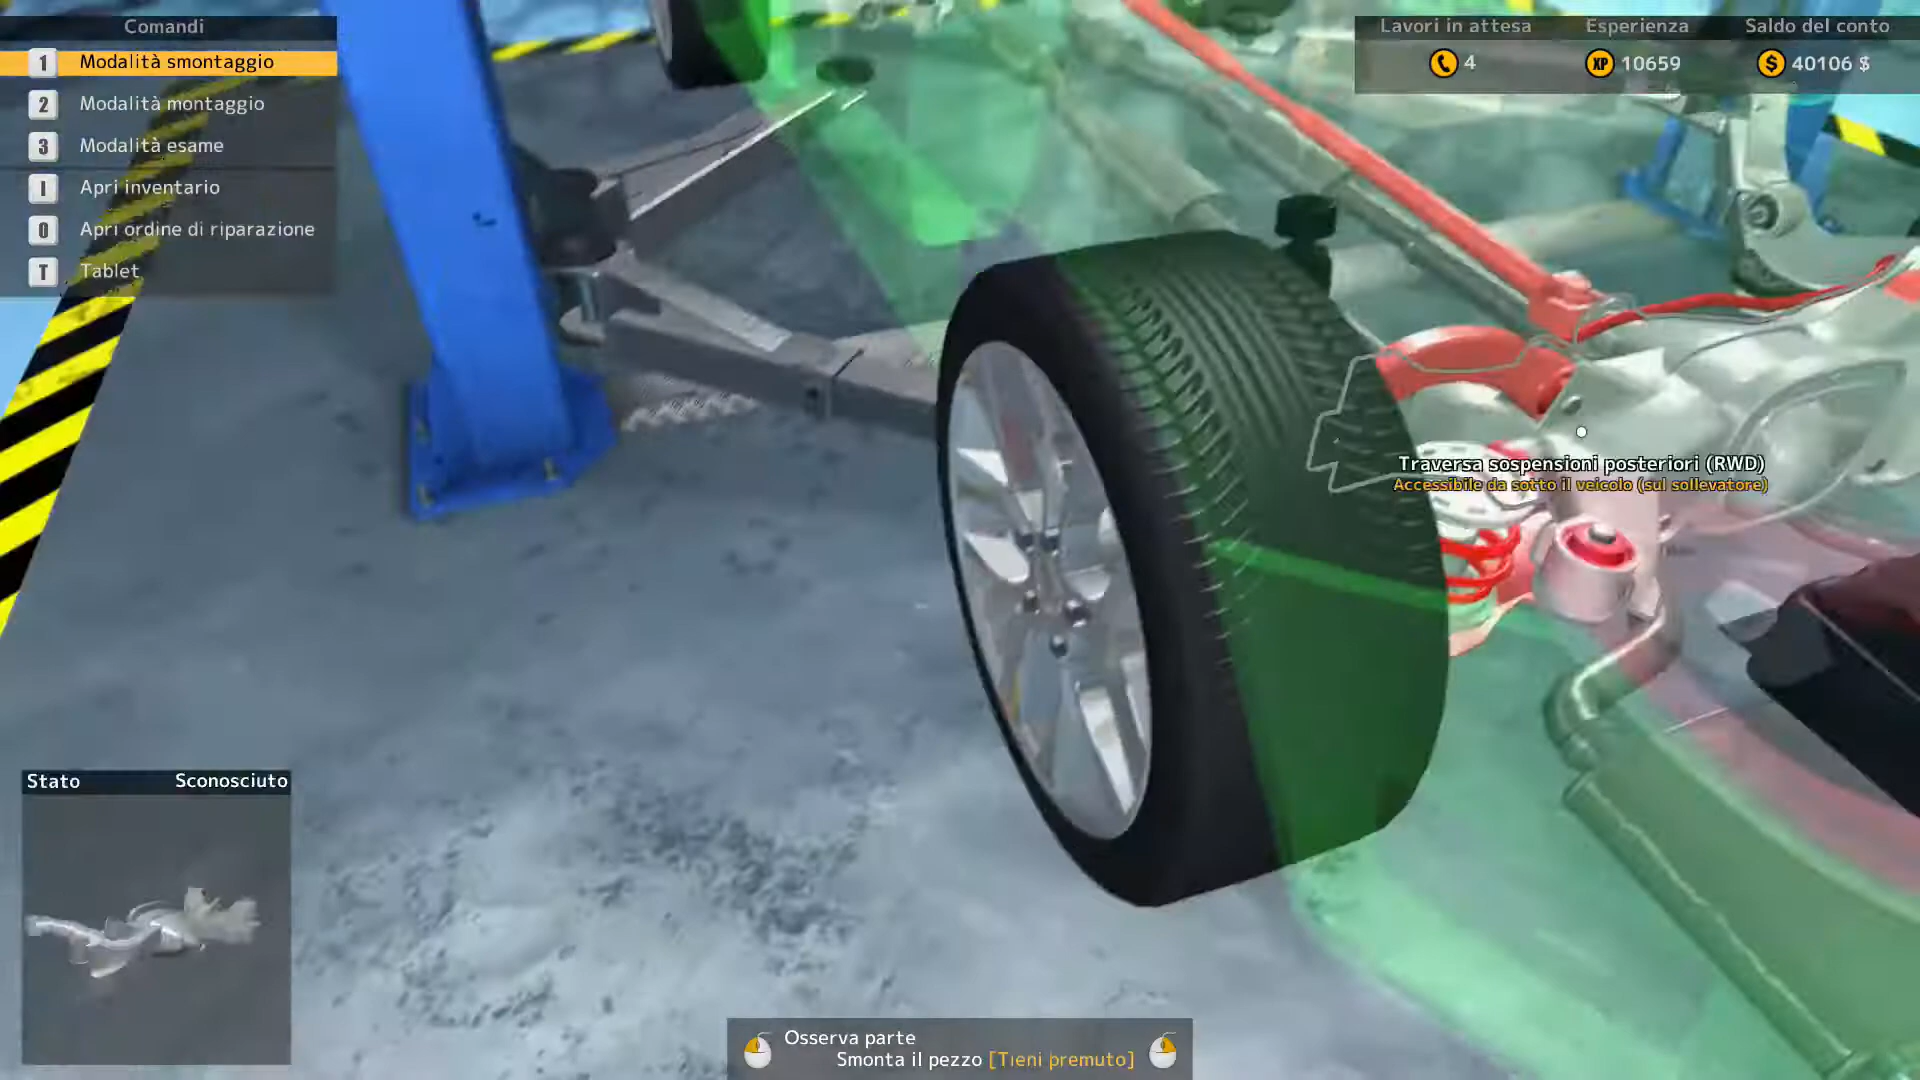 Comandi
1 Modalità smontaggio
2 Modalità montaggio
3 Modalità esame
I Apri inventario
O Apri ordine di riparazione
T Tablet
Lavori in attesa Esperienza Saldo del conto
4 XP 10659 $ 40106 $
Traversa sospensioni posteriori (RWD)
Accessibile da sotto il veicolo (sul sollevatore)
Stato Sconosciuto
Osserva parte
Smonta il pezzo [Tieni premuto]